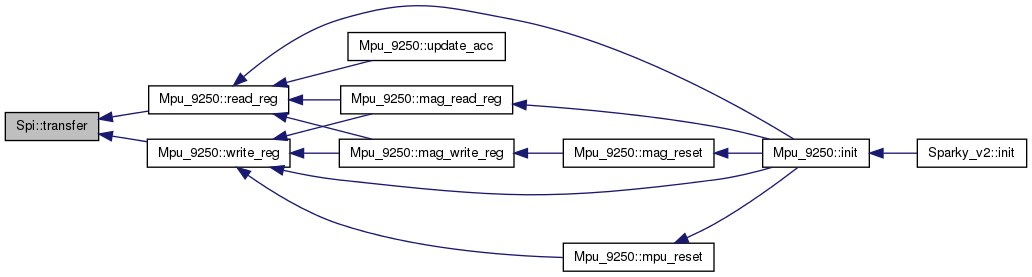 Spi::transfer
Mpu_9250::read_reg
Mpu_9250::write_reg
Mpu_9250::update_acc
Mpu_9250::mag_read_reg
Mpu_9250::mag_write_reg
Mpu_9250::mag_reset
Mpu_9250::mpu_reset
Mpu_9250::init
Sparky_v2::init